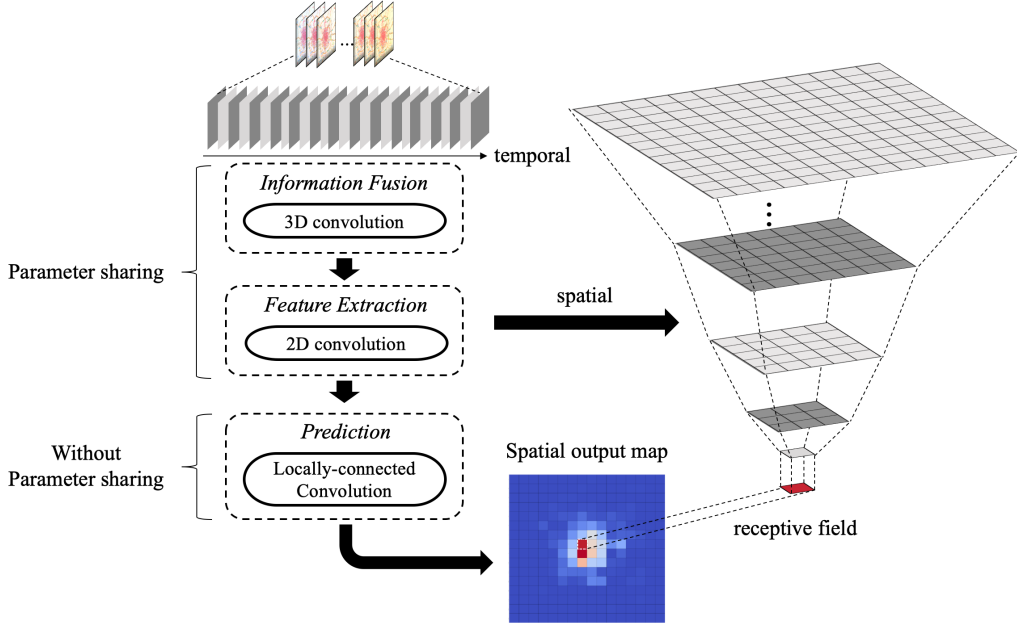 temporal
Information Fusion
3D convolution
Parameter sharing
Feature Extraction
2D convolution
spatial
Without
Parameter sharing
Prediction
Locally-connected
Convolution
Spatial output map
receptive field